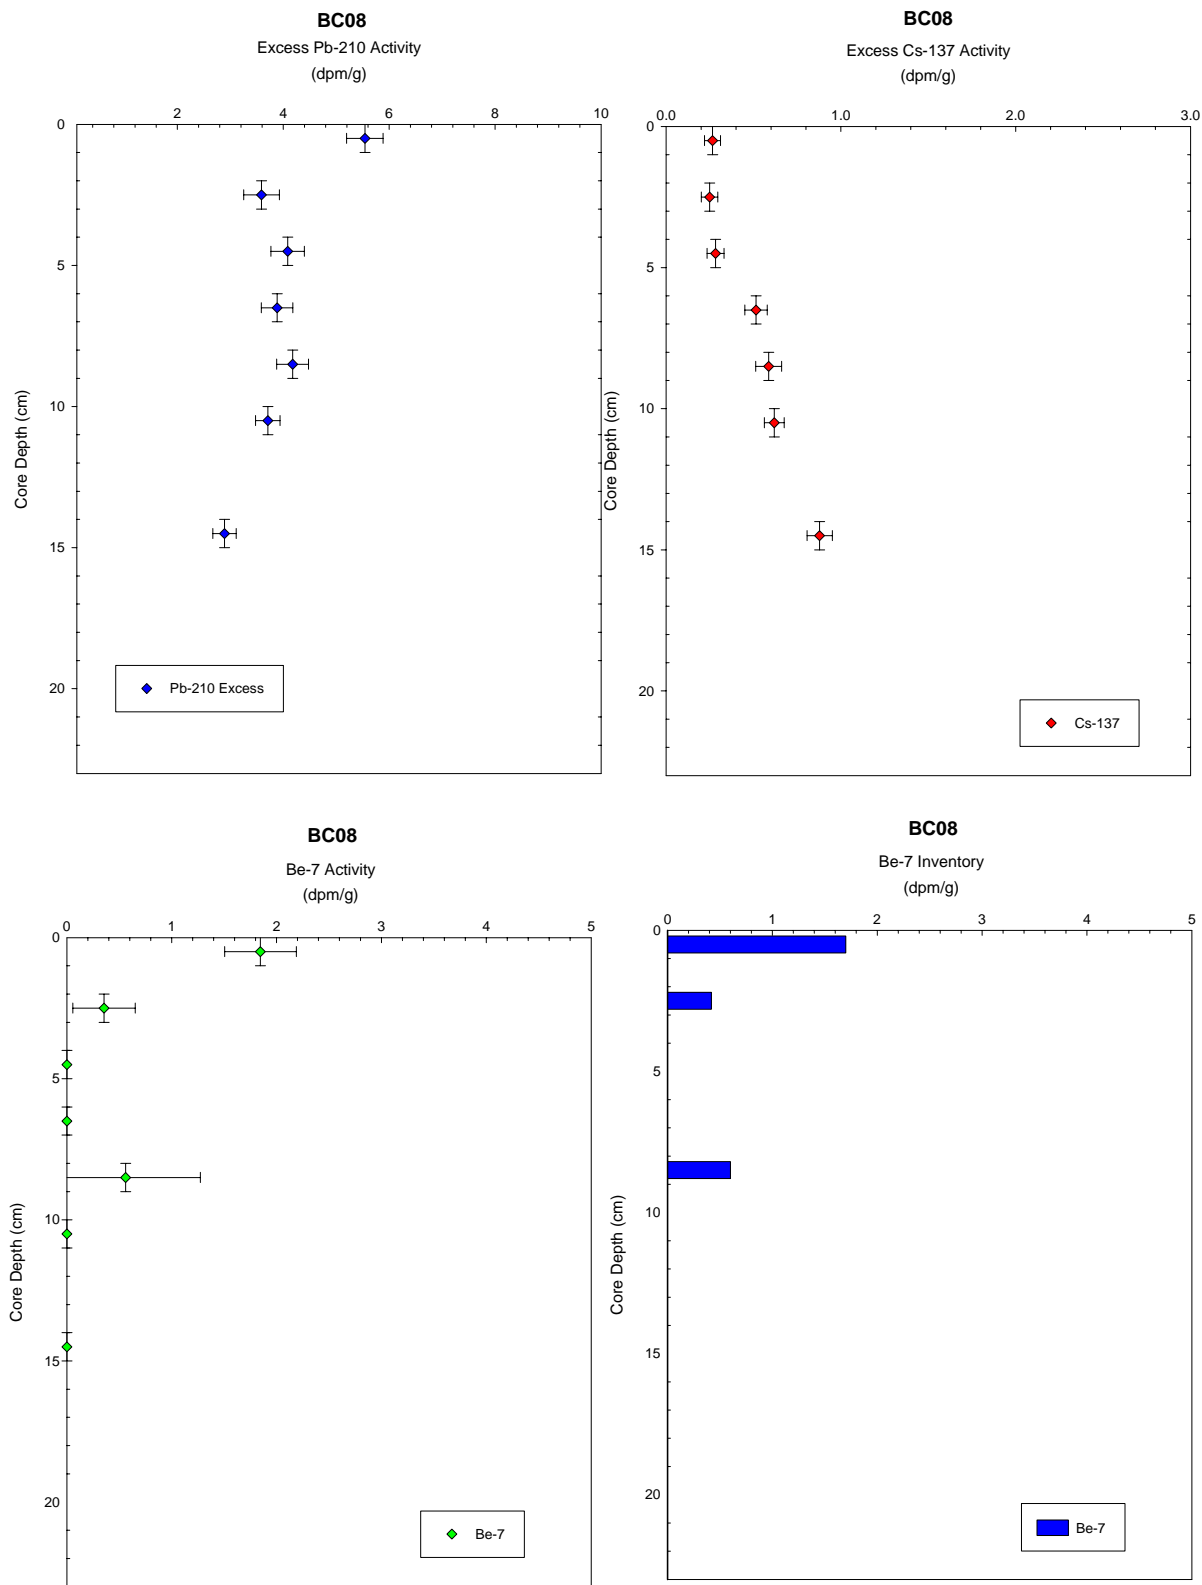 BC08
Excess Pb-210 Activity
(dpm/g)
2 4 6 8 10
0
5
10
15
20
Core Depth (cm)
Pb-210 Excess
BC08
Excess Cs-137 Activity
(dpm/g)
0.0 1.0 2.0 3.0
0
5
10
15
20
Core Depth (cm)
Cs-137
BC08
Be-7 Activity
(dpm/g)
0 1 2 3 4 5
0
5
10
15
20
Core Depth (cm)
Be-7
BC08
Be-7 Inventory
(dpm/g)
0 1 2 3 4 5
0
5
10
15
20
Core Depth (cm)
Be-7